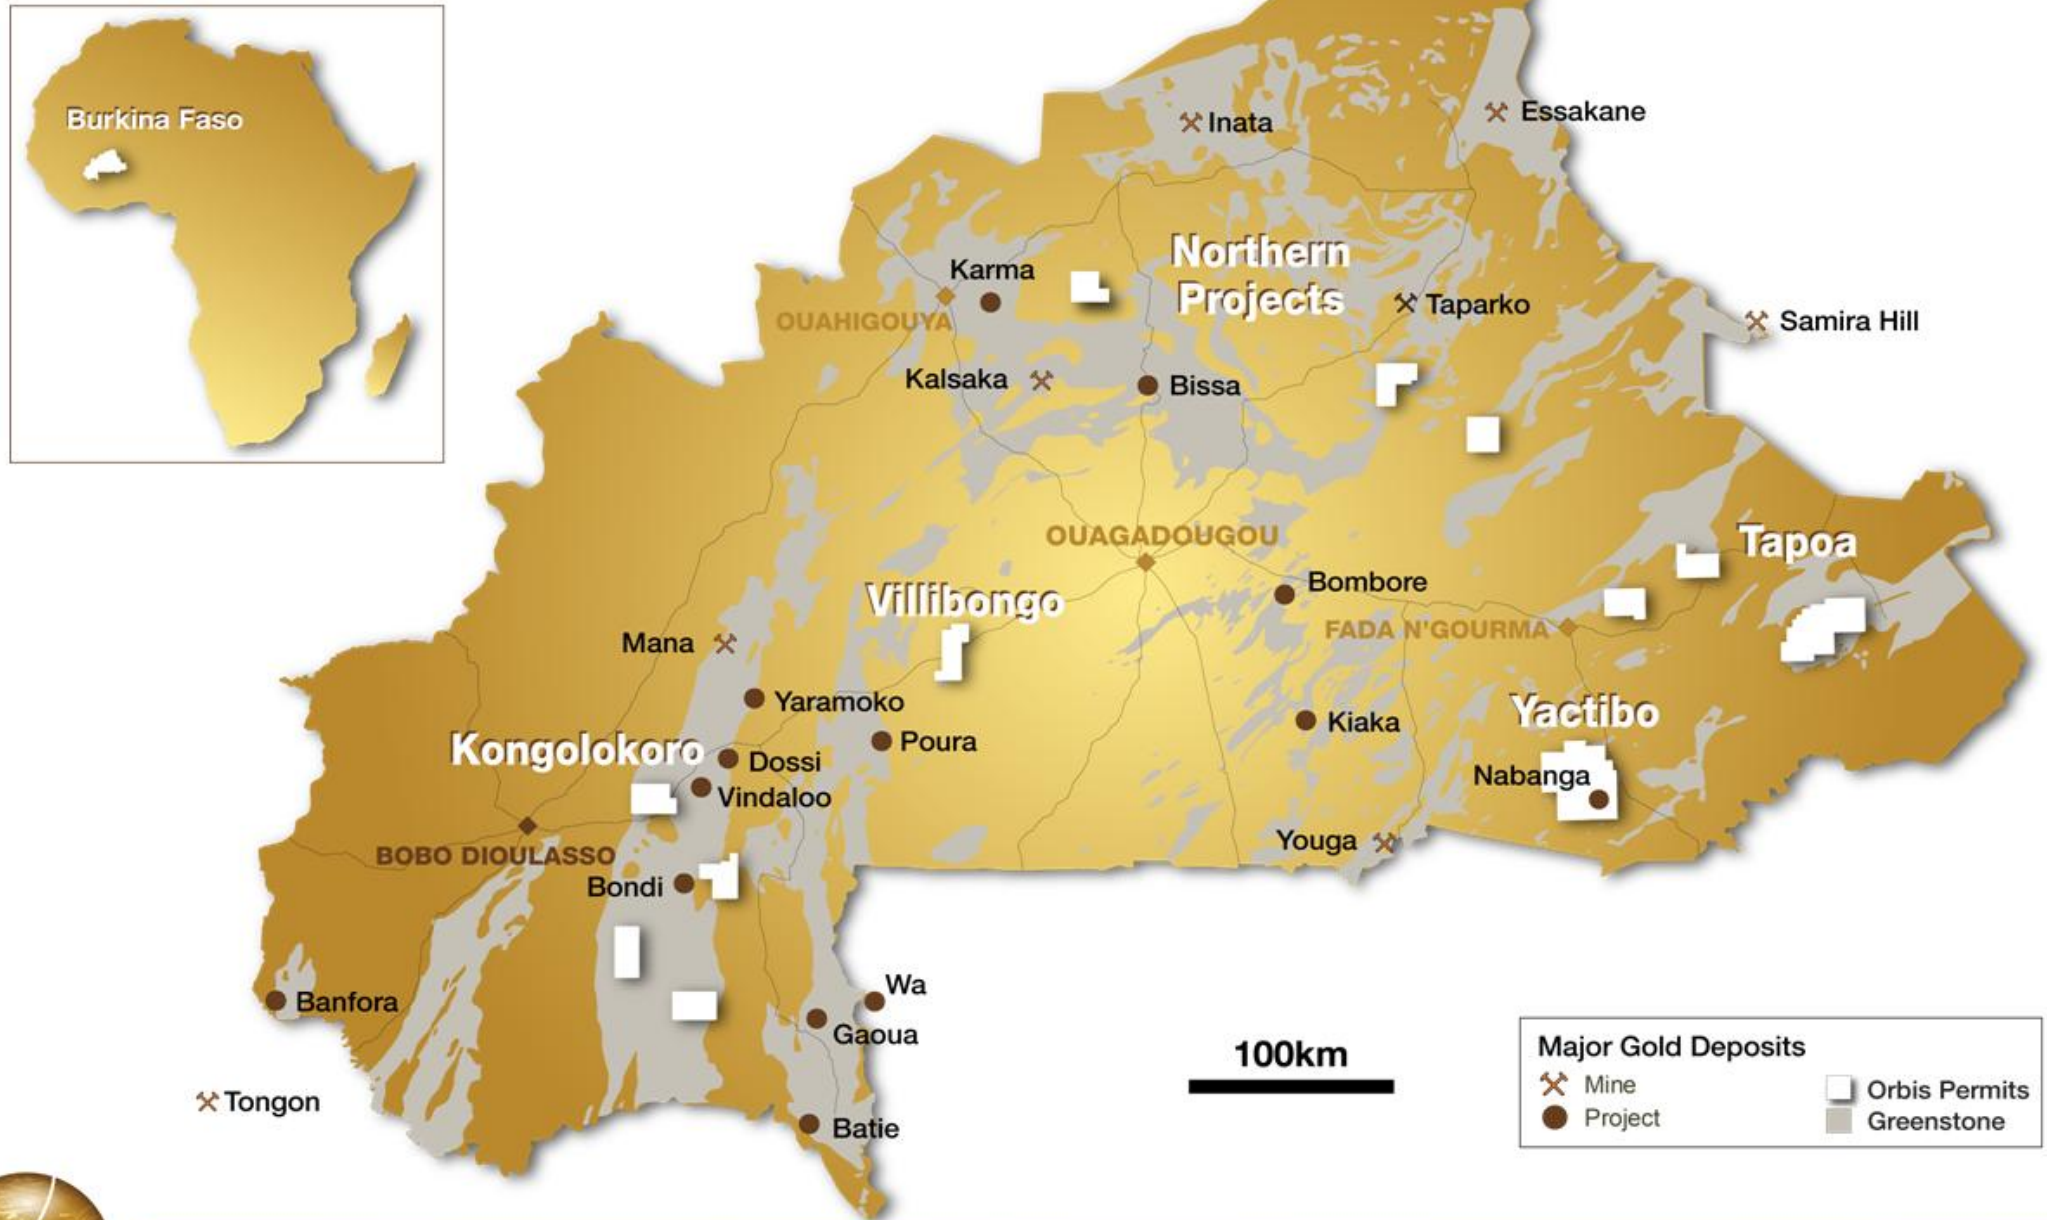 Burkina Faso
Inata
Essakane
Northern
Projects
Karma
OUAHIGOUYA
Taparko
Samira Hill
Kalsaka
Bissa
OUAGADOUGOU
Tapoa
Villibongo
Bombore
FADA N'GOURMA
Mana
Yaramoko
Yactibo
Kiaka
Poura
Kongolokoro
Dossi
Nabanga
Vindaloo
Youga
BOBO DIOULASSO
Bondi
Wa
Banfora
Gaoua
Tongon
Batie
100km
Major Gold Deposits
Mine
Project
Orbis Permits
Greenstone